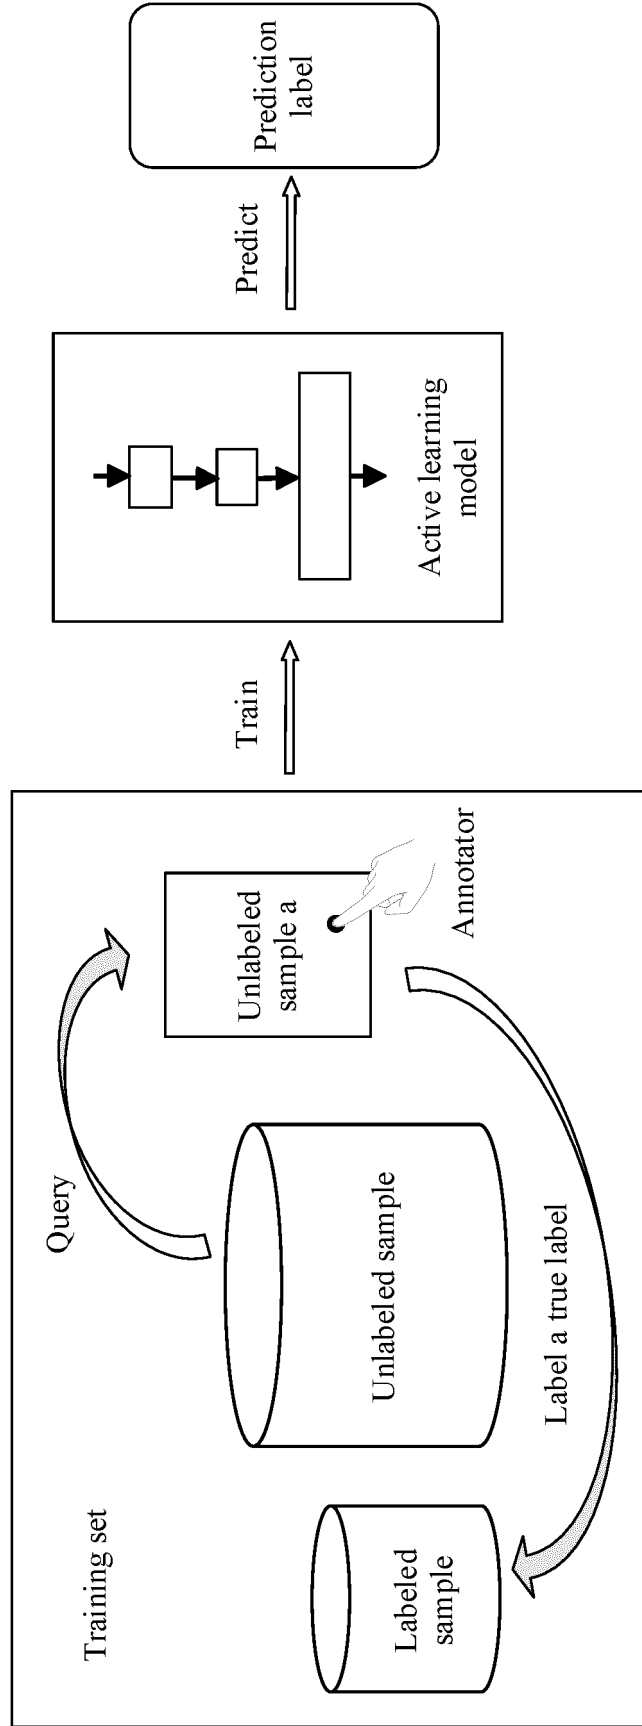 Training set
Query
Labeled
sample
Unlabeled sample
Unlabeled
sample a
Annotator
Label a true label
Train
Active learning
model
Predict
Prediction
label